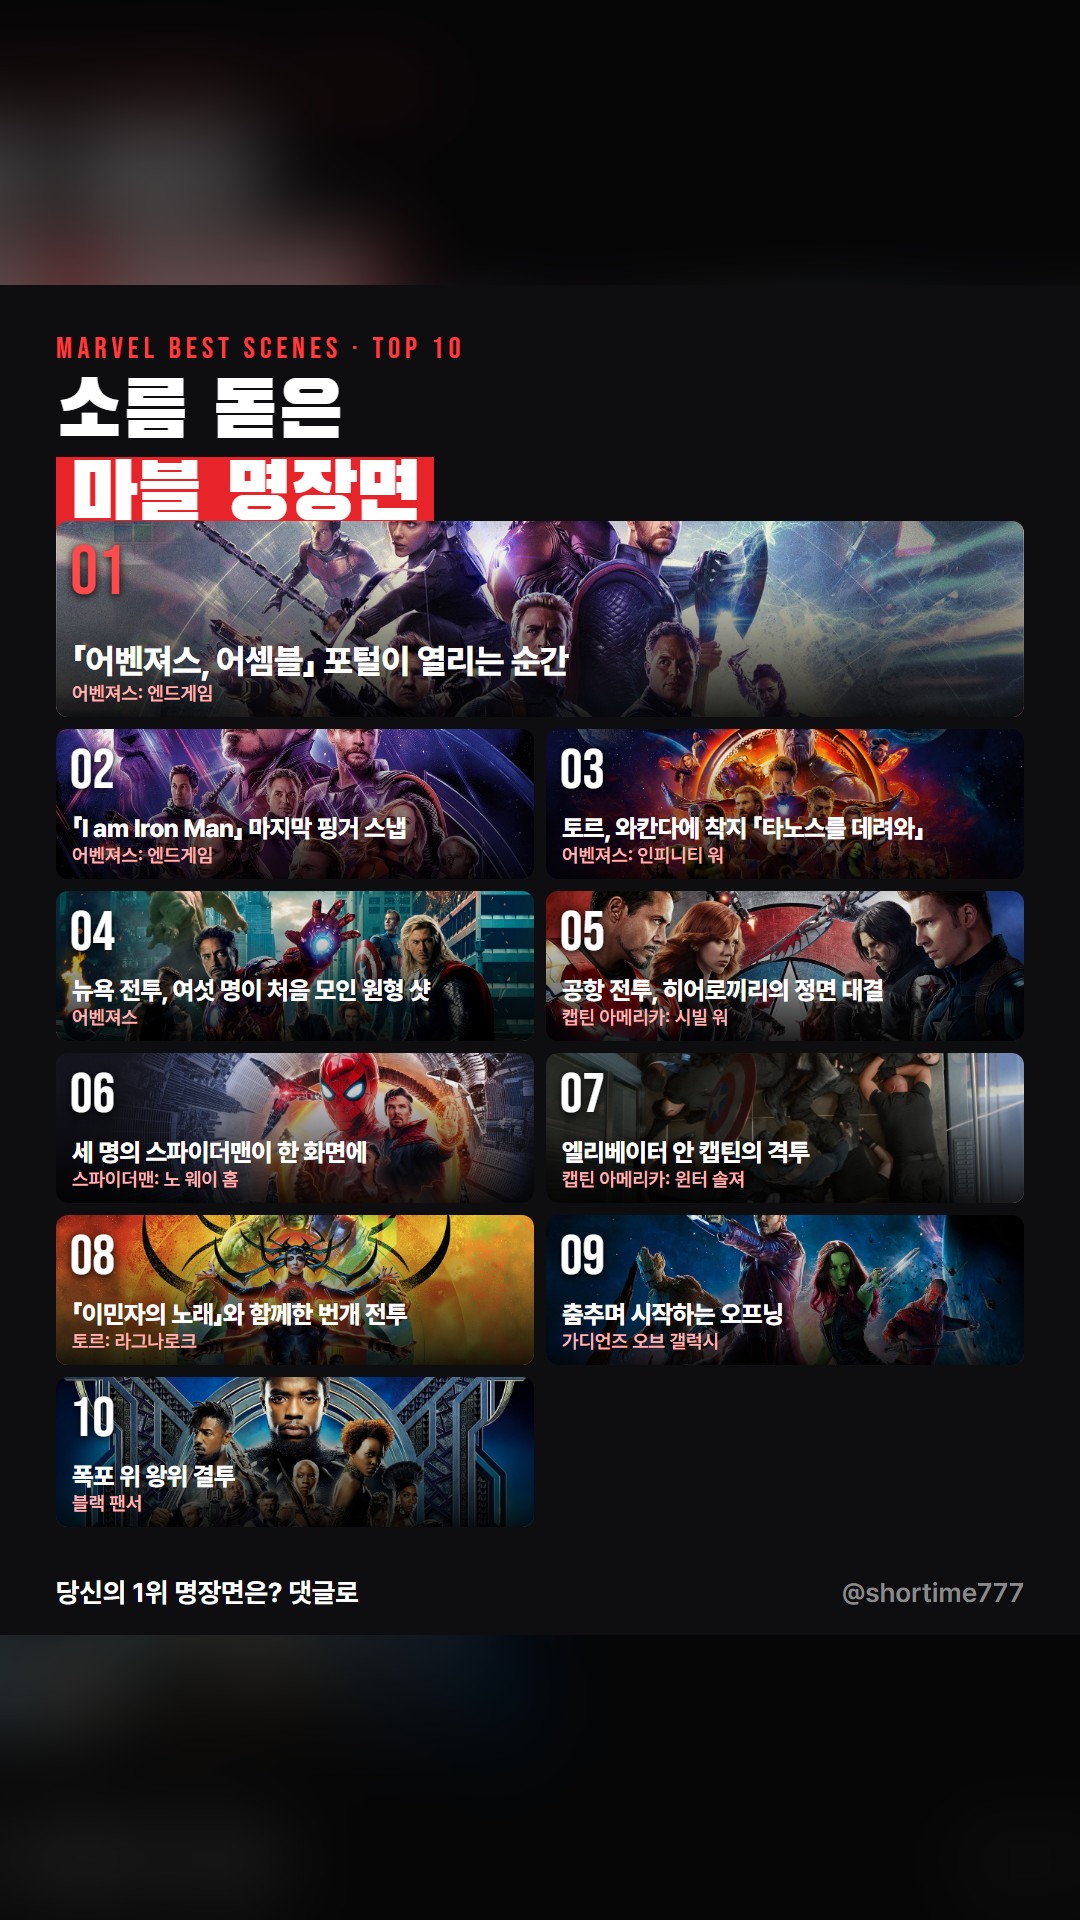 MARVEL BEST SCENES · TOP 10
소름 돋은
마블 명장면
01
「어벤져스, 어셈블」 포털이 열리는 순간
어벤져스: 엔드게임
02
「I am Iron Man」 마지막 핑거 스냅
어벤져스: 엔드게임
03
토르, 와칸다에 착지 「타노스를 데려와」
어벤져스: 인피니티 워
04
뉴욕 전투, 여섯 명이 처음 모인 원형 샷
어벤져스
05
공항 전투, 히어로끼리의 정면 대결
캡틴 아메리카: 시빌 워
06
세 명의 스파이더맨이 한 화면에
스파이더맨: 노 웨이 홈
07
엘리베이터 안 캡틴의 격투
캡틴 아메리카: 윈터 솔져
08
「이민자의 노래」와 함께한 번개 전투
토르: 라그나로크
09
춤추며 시작하는 오프닝
가디언즈 오브 갤럭시
10
폭포 위 왕위 결투
블랙 팬서
당신의 1위 명장면은? 댓글로
@shortime777